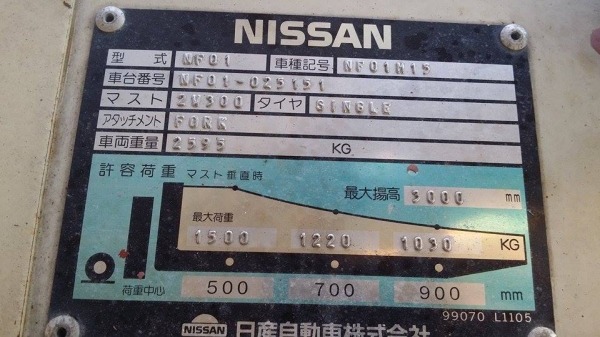 NISSAN
型式 NF01 車種記号 NF01M15
車台番号 NF01-025151
マスト 2W300 タイヤ SINGLE
アタッチメント FORK
車両重量 2595 KG
許容荷重 マスト垂直時
最大揚高 3000 mm
最大荷重
1500 1220 1030 KG
荷重中心 500 700 900 mm
99070 L1105
NISSAN 日産自動車株式会社